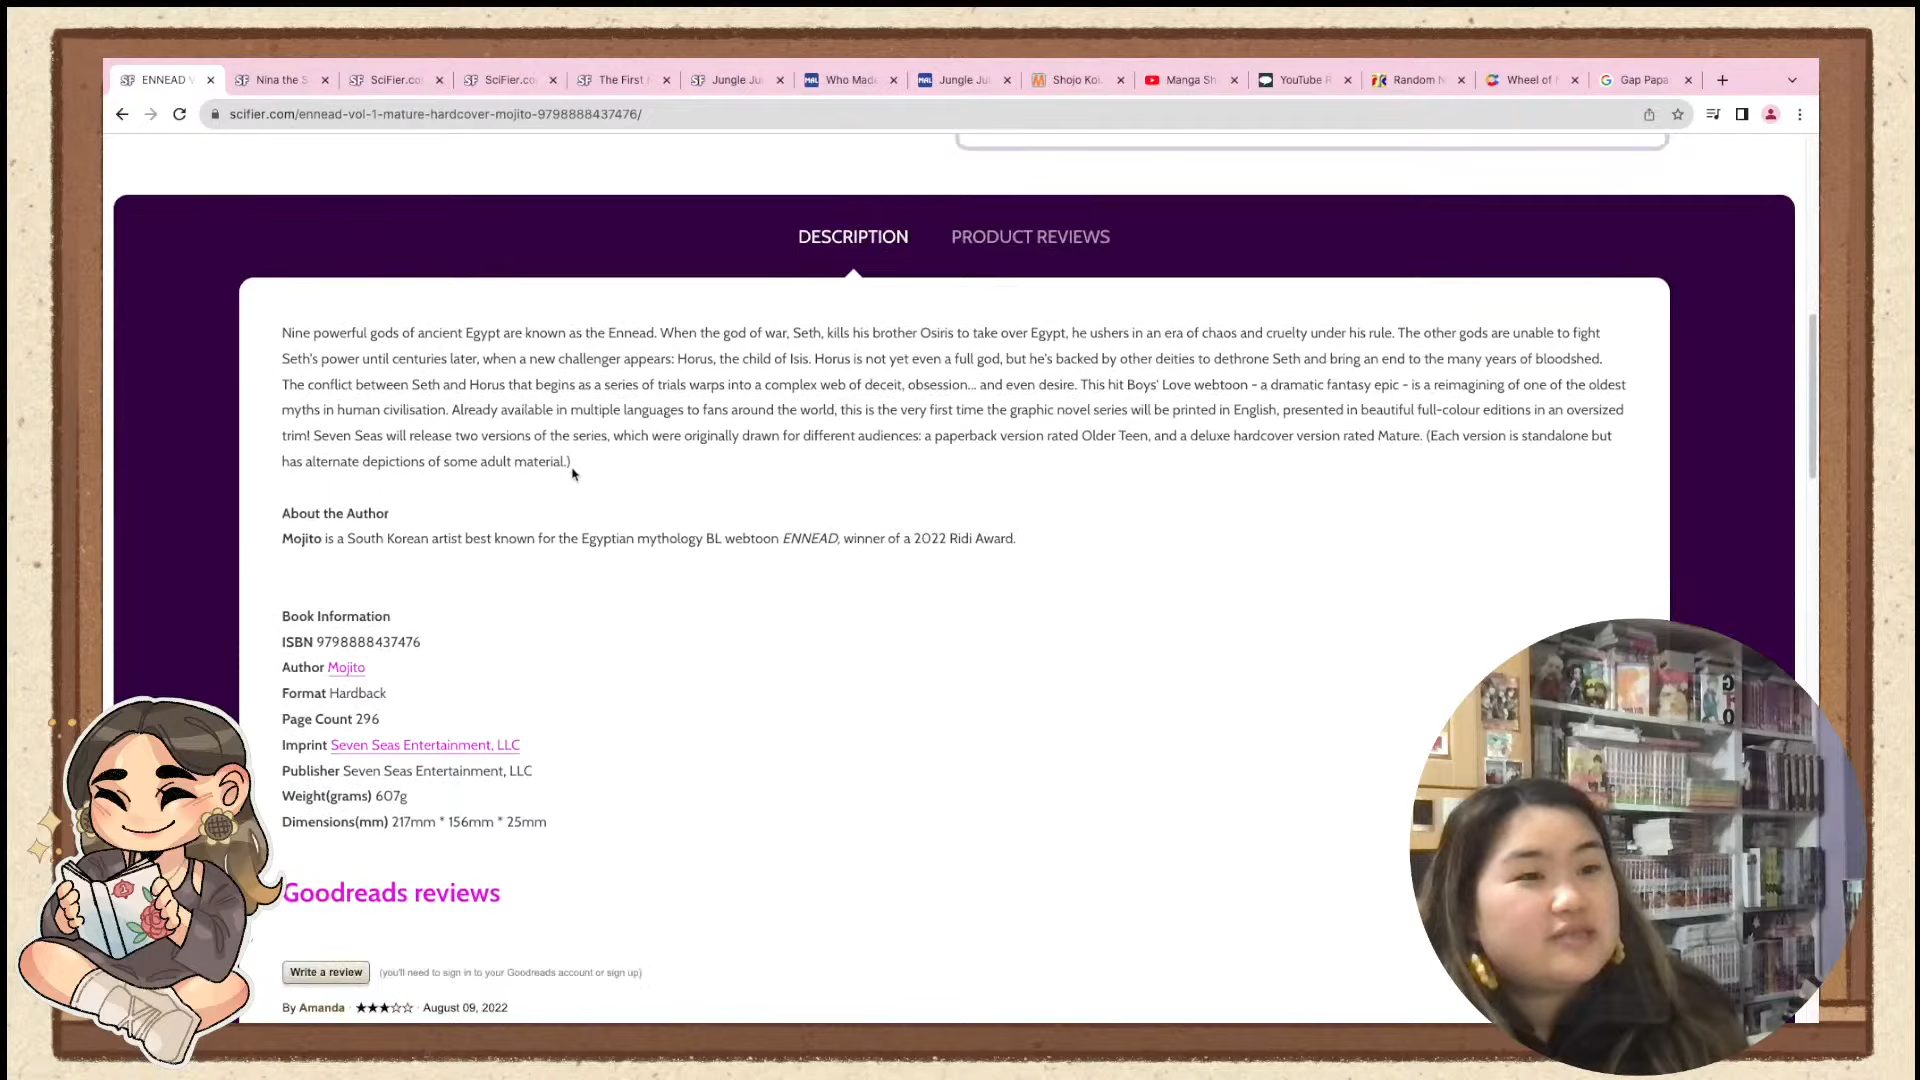 ENNEAD V
Nina the S
SciFier.co
SciFier.co
The First
Jungle Ju
Who Mad
Jungle Ju
Shojo Koi
Manga Sh
YouTube R
Random N
Wheel of N
Gap Papa
scifier.com/ennead-vol-1-mature-hardcover-mojito-9798888437476/
DESCRIPTION PRODUCT REVIEWS
Nine powerful gods of ancient Egypt are known as the Ennead. When the god of war, Seth, kills his brother Osiris to take over Egypt, he ushers in an era of chaos and cruelty under his rule. The other gods are unable to fight
Seth's power until centuries later, when a new challenger appears: Horus, the child of Isis. Horus is not yet even a full god, but he's backed by other deities to dethrone Seth and bring an end to the many years of bloodshed.
The conflict between Seth and Horus that begins as a series of trials warps into a complex web of deceit, obsession... and even desire. This hit Boys' Love webtoon - a dramatic fantasy epic - is a reimagining of one of the oldest
myths in human civilisation. Already available in multiple languages to fans around the world, this is the very first time the graphic novel series will be printed in English, presented in beautiful full-colour editions in an oversized
trim! Seven Seas will release two versions of the series, which were originally drawn for different audiences: a paperback version rated Older Teen, and a deluxe hardcover version rated Mature. (Each version is standalone but
has alternate depictions of some adult material.)
About the Author
Mojito is a South Korean artist best known for the Egyptian mythology BL webtoon ENNEAD, winner of a 2022 Ridi Award.
Book Information
ISBN 9798888437476
Author Mojito
Format Hardback
Page Count 296
Imprint Seven Seas Entertainment, LLC
Publisher Seven Seas Entertainment, LLC
Weight(grams) 607g
Dimensions(mm) 217mm * 156mm * 25mm
Goodreads reviews
Write a review (you'll need to sign in to your Goodreads account or sign up)
By Amanda · ★★★☆☆ · August 09, 2022